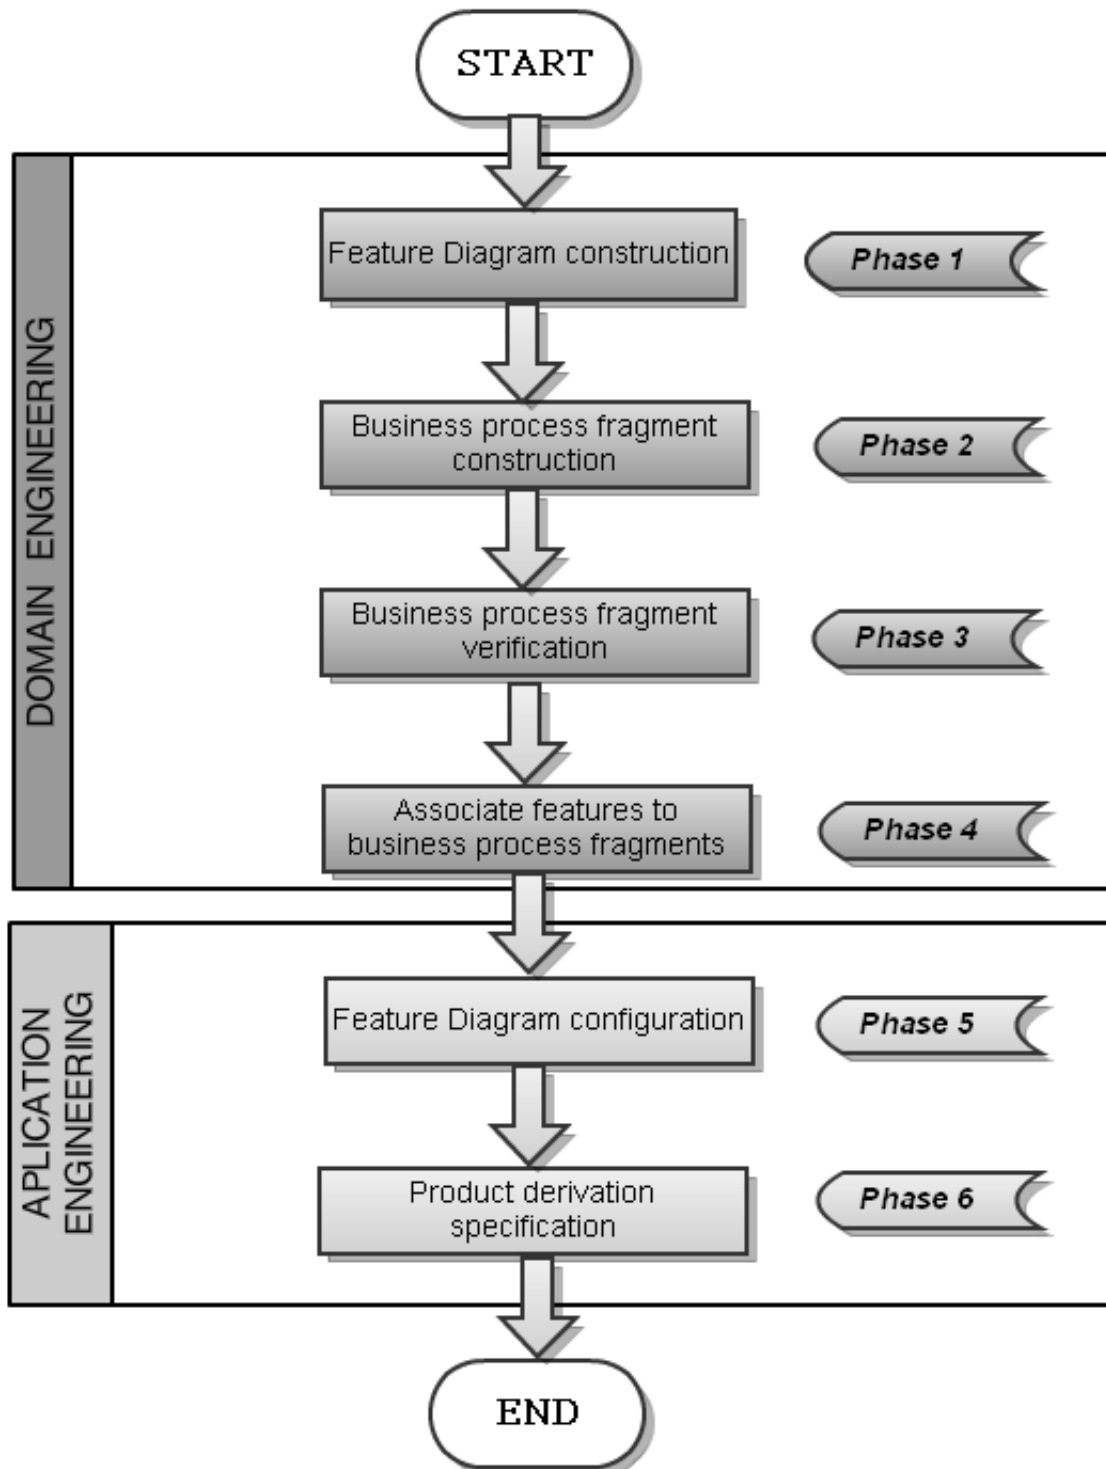 START
DOMAIN ENGINEERING
Feature Diagram construction
Phase 1
Business process fragment
construction
Phase 2
Business process fragment
verification
Phase 3
Associate features to
business process fragments
Phase 4
APLICATION
ENGINEERING
Feature Diagram configuration
Phase 5
Product derivation
specification
Phase 6
END